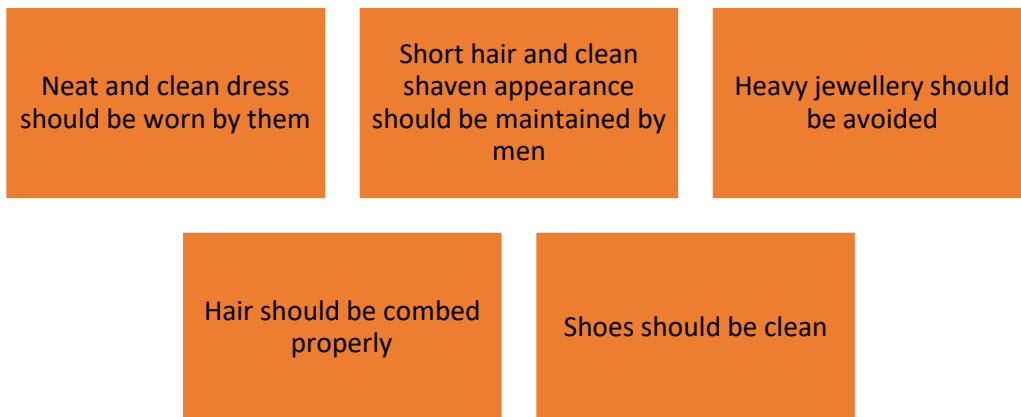 Neat and clean dress
should be worn by them
Short hair and clean
shaven appearance
should be maintained by
men
Heavy jewellery should
be avoided
Hair should be combed
properly
Shoes should be clean